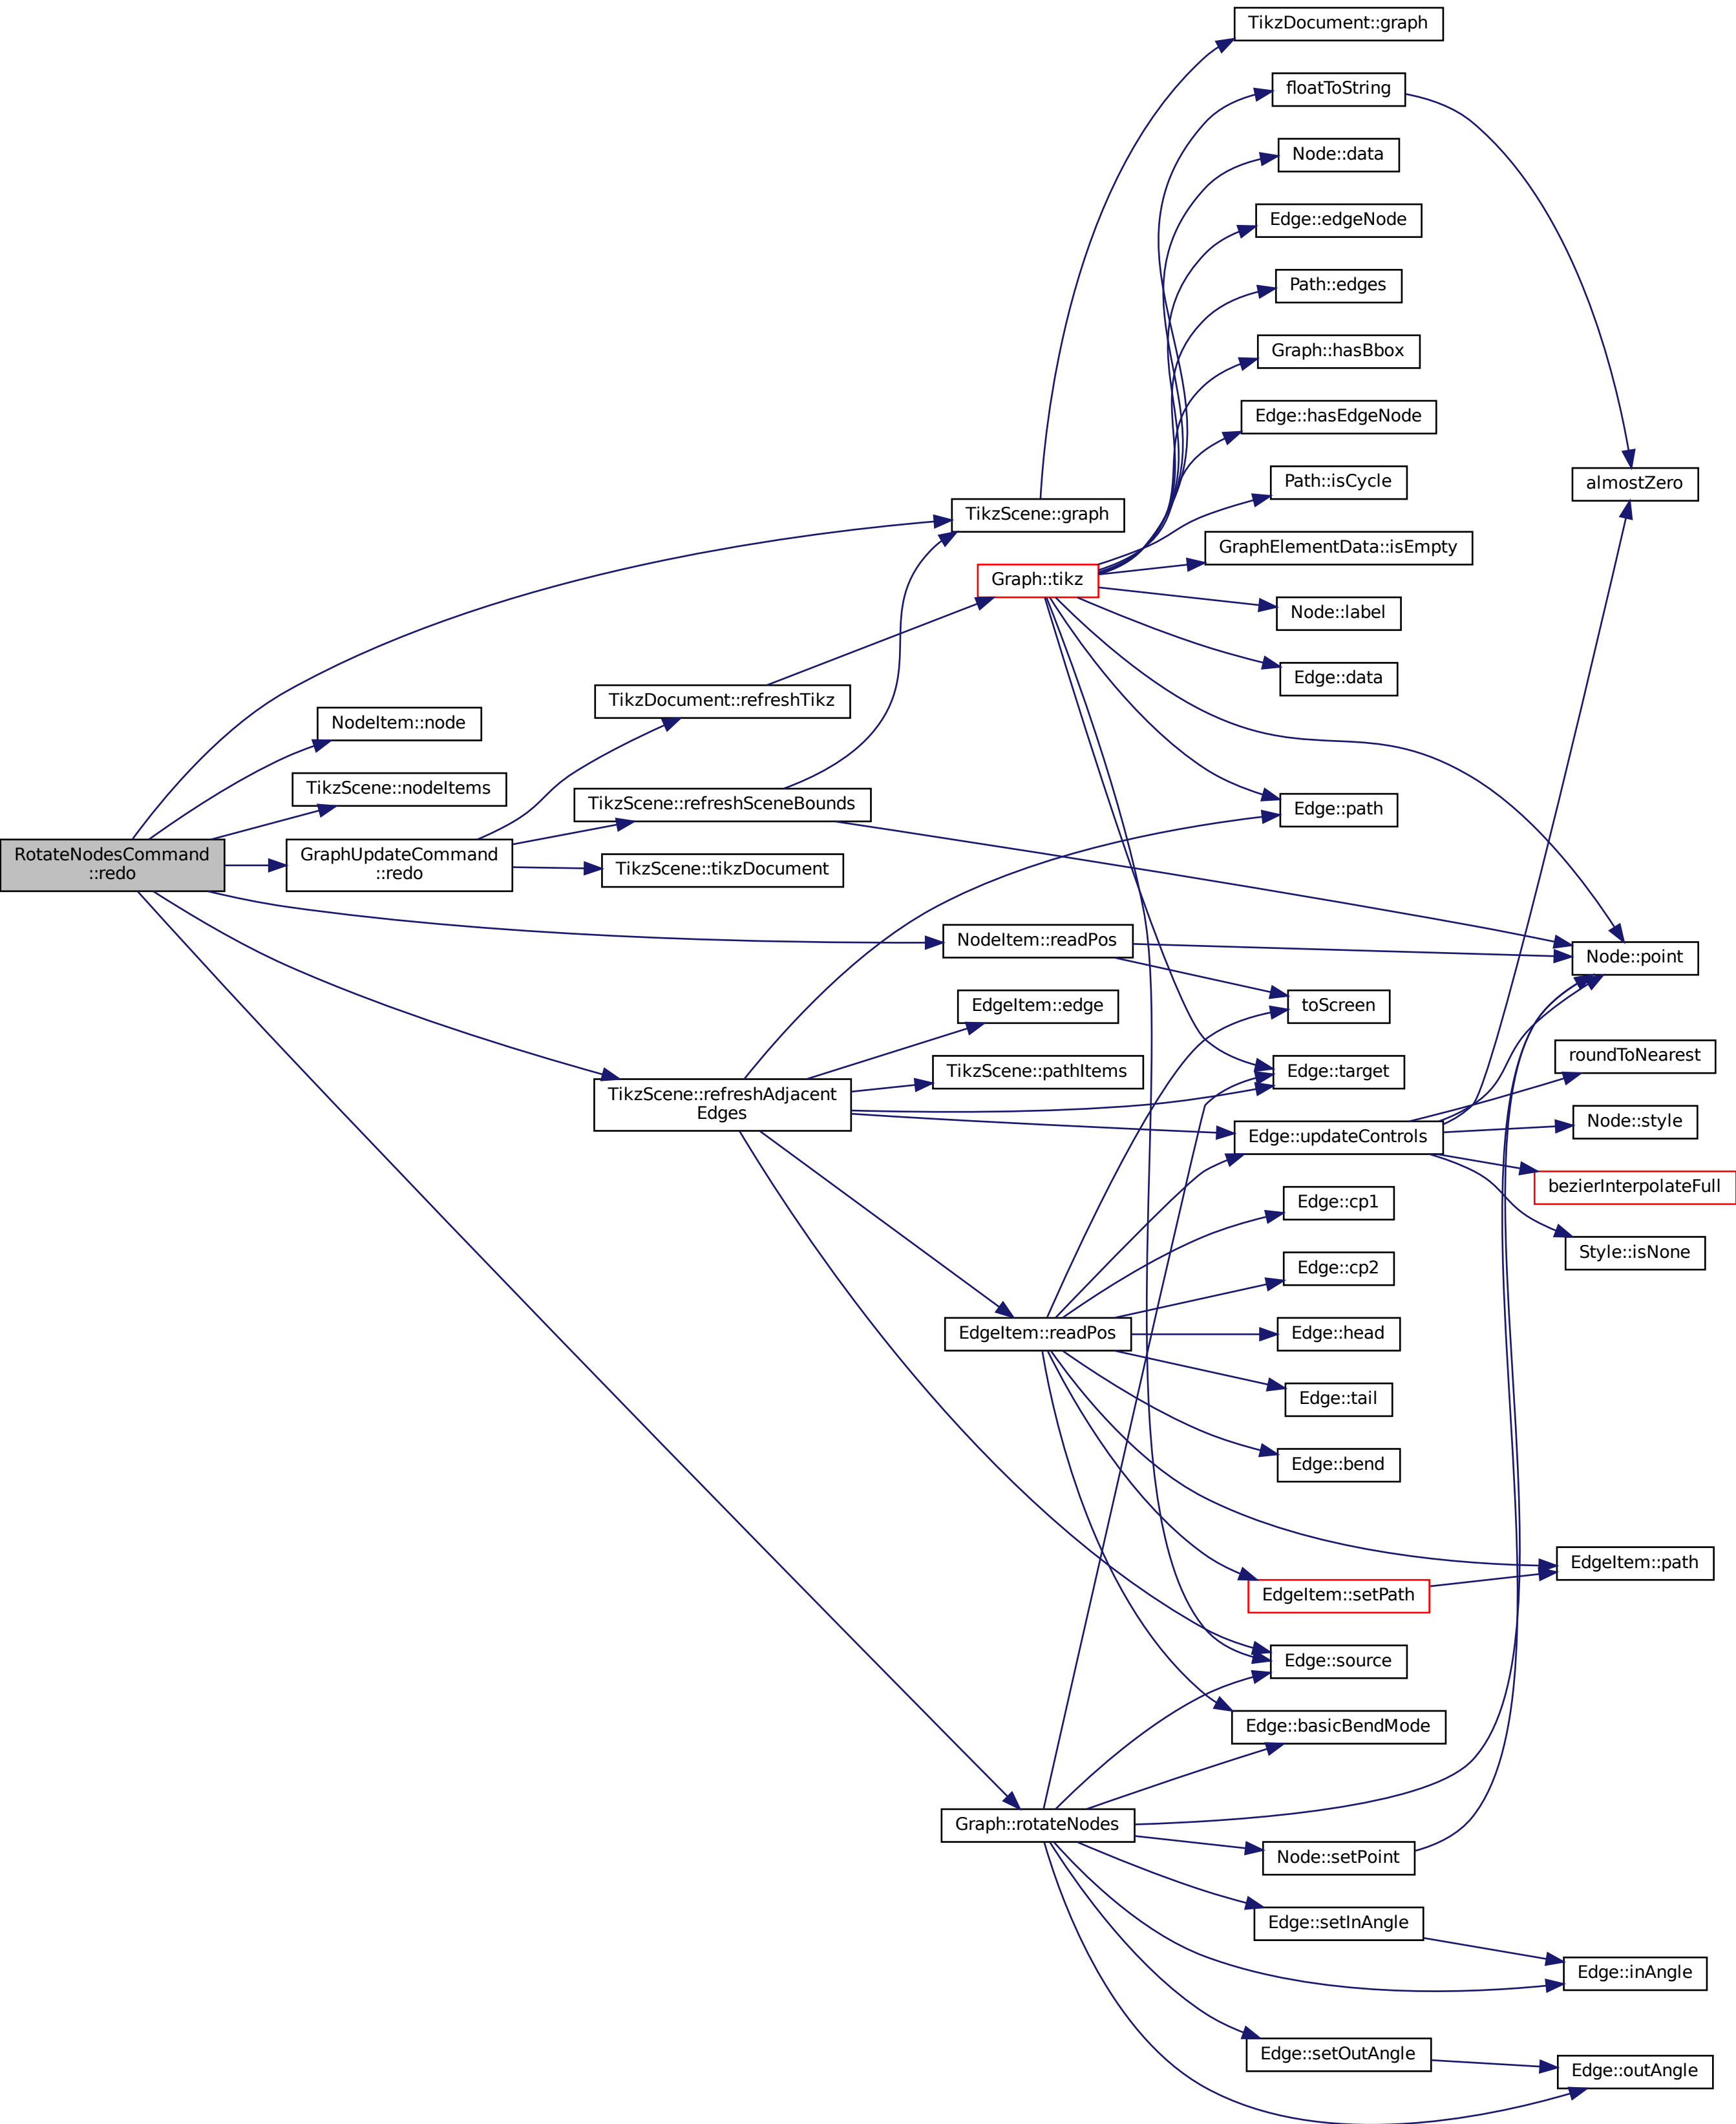 TikzDocument::graph
floatToString
Node::data
Edge::edgeNode
Path::edges
Graph::hasBbox
Edge::hasEdgeNode
Path::isCycle
almostZero
TikzScene::graph
GraphElementData::isEmpty
Graph::tikz
Node::label
Edge::data
TikzDocument::refreshTikz
NodeItem::node
TikzScene::nodeItems
TikzScene::refreshSceneBounds
Edge::path
RotateNodesCommand
::redo
GraphUpdateCommand
::redo
TikzScene::tikzDocument
NodeItem::readPos
Node::point
EdgeItem::edge
toScreen
TikzScene::pathItems
Edge::target
roundToNearest
TikzScene::refreshAdjacent
Edges
Edge::updateControls
Node::style
bezierInterpolateFull
Edge::cp1
Style::isNone
Edge::cp2
EdgeItem::readPos
Edge::head
Edge::tail
Edge::bend
EdgeItem::path
EdgeItem::setPath
Edge::source
Edge::basicBendMode
Graph::rotateNodes
Node::setPoint
Edge::setInAngle
Edge::inAngle
Edge::setOutAngle
Edge::outAngle